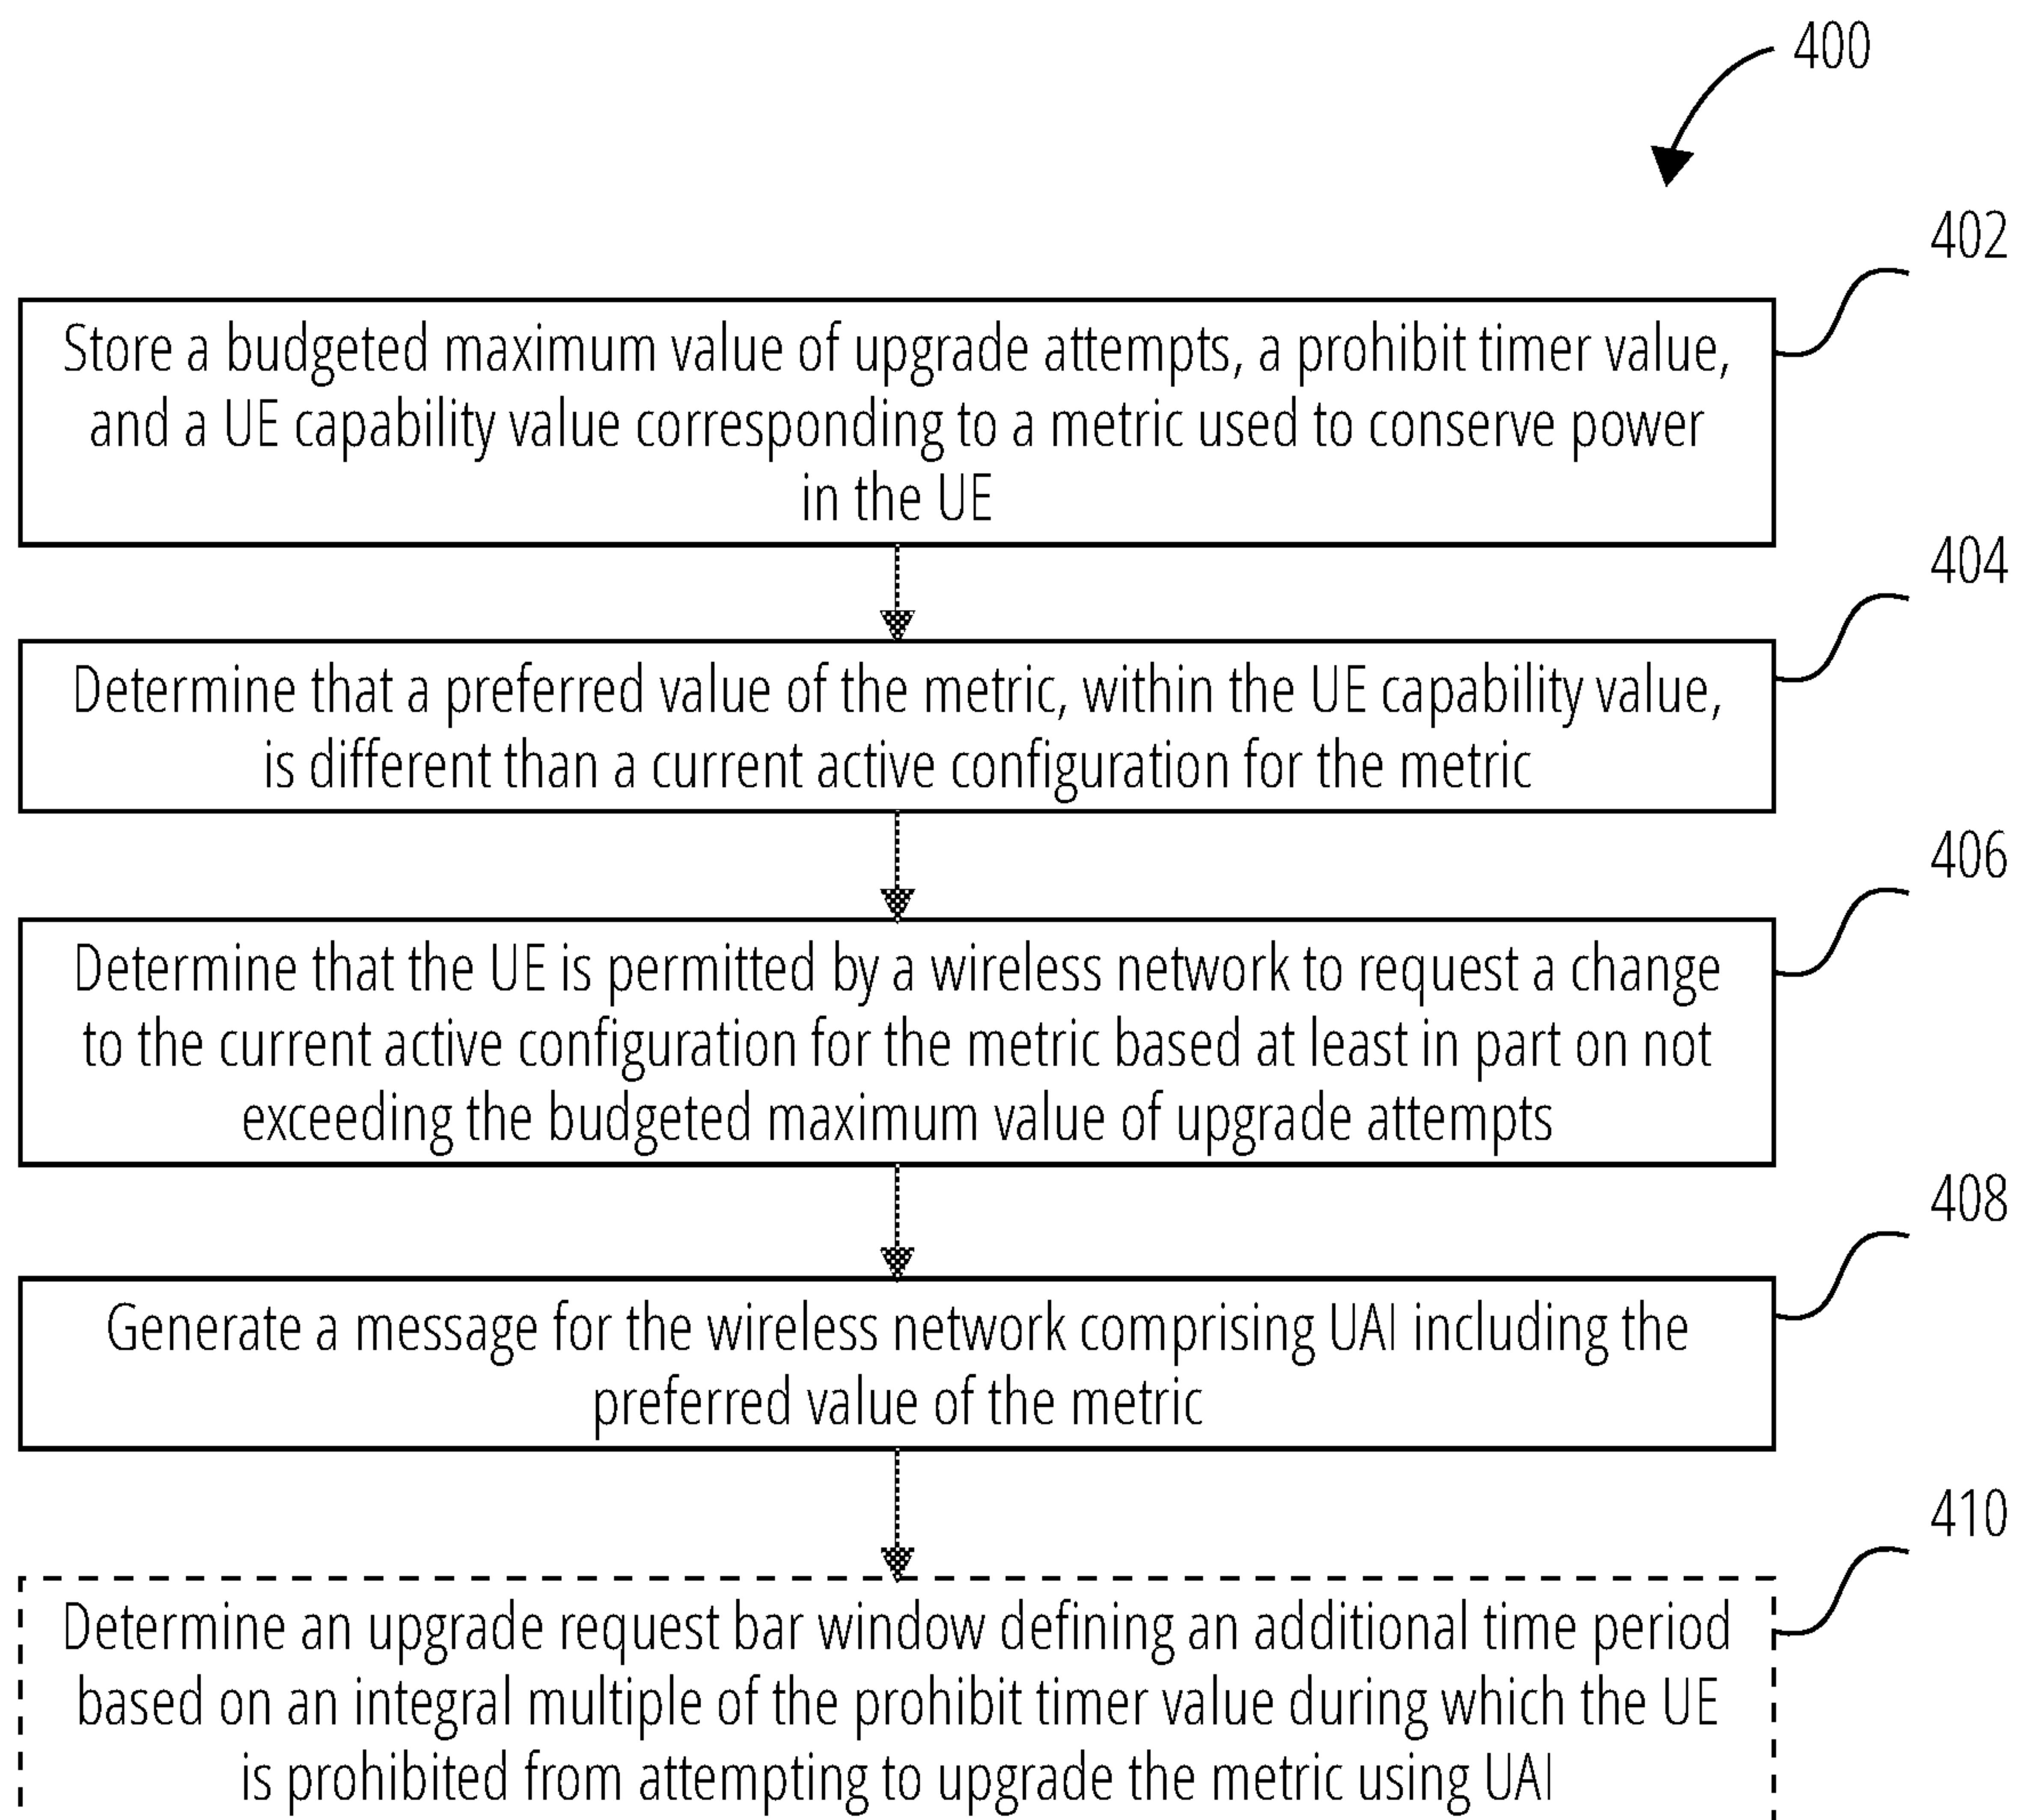 400
402
Store a budgeted maximum value of upgrade attempts, a prohibit timer value,
and a UE capability value corresponding to a metric used to conserve power
in the UE
404
Determine that a preferred value of the metric, within the UE capability value,
is different than a current active configuration for the metric
406
Determine that the UE is permitted by a wireless network to request a change
to the current active configuration for the metric based at least in part on not
exceeding the budgeted maximum value of upgrade attempts
408
Generate a message for the wireless network comprising UAI including the
preferred value of the metric
410
Determine an upgrade request bar window defining an additional time period
based on an integral multiple of the prohibit timer value during which the UE
is prohibited from attempting to upgrade the metric using UAI